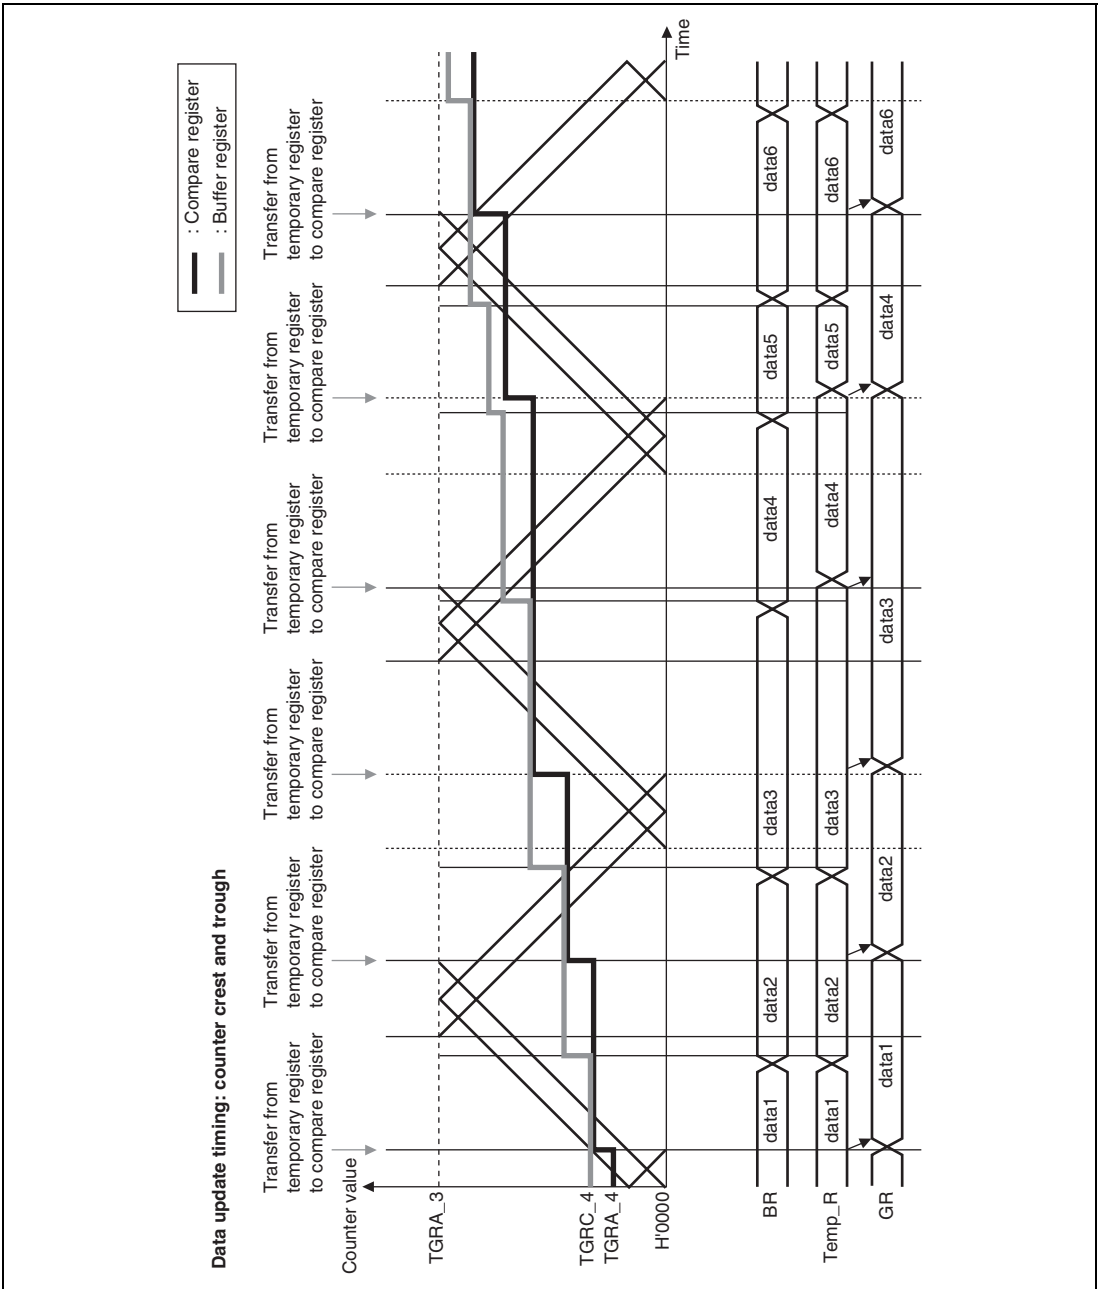 Data update timing: counter crest and trough
: Compare register
: Buffer register
Transfer from
temporary register
to compare register
Transfer from
temporary register
to compare register
Transfer from
temporary register
to compare register
Transfer from
temporary register
to compare register
Transfer from
temporary register
to compare register
Transfer from
temporary register
to compare register
Counter value
TGRA_3
TGRC_4
TGRA_4
H'0000
Time
BR
data1
data2
data3
data4
data5
data6
Temp_R
data1
data2
data3
data4
data5
data6
GR
data1
data2
data3
data4
data6